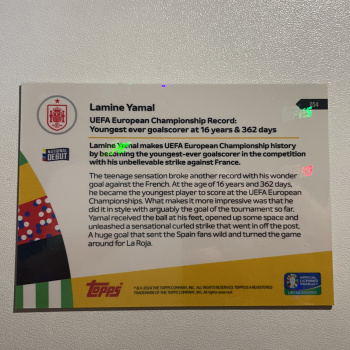 Lamine Yamal
354
UEFA European Championship Record:
Youngest ever goalscorer at 16 years & 362 days
NATIONAL
DEBUT
Lamine Yamal makes UEFA European Championship history
by becoming the youngest-ever goalscorer in the competition
with his unbelievable strike against France.
The teenage sensation broke another record with his wonder
goal against the French. At the age of 16 years and 362 days,
he became the youngest player to score at the UEFA European
Championships. What makes it more impressive was that he
did it in style with arguably the goal of the tournament so far.
Yamal received the ball at his feet, opened up some space and
unleashed a sensational curled strike that went in off the post.
A huge goal that sent the Spain fans wild and turned the game
around for La Roja.
Topps
OFFICIAL
LICENSED
PRODUCT